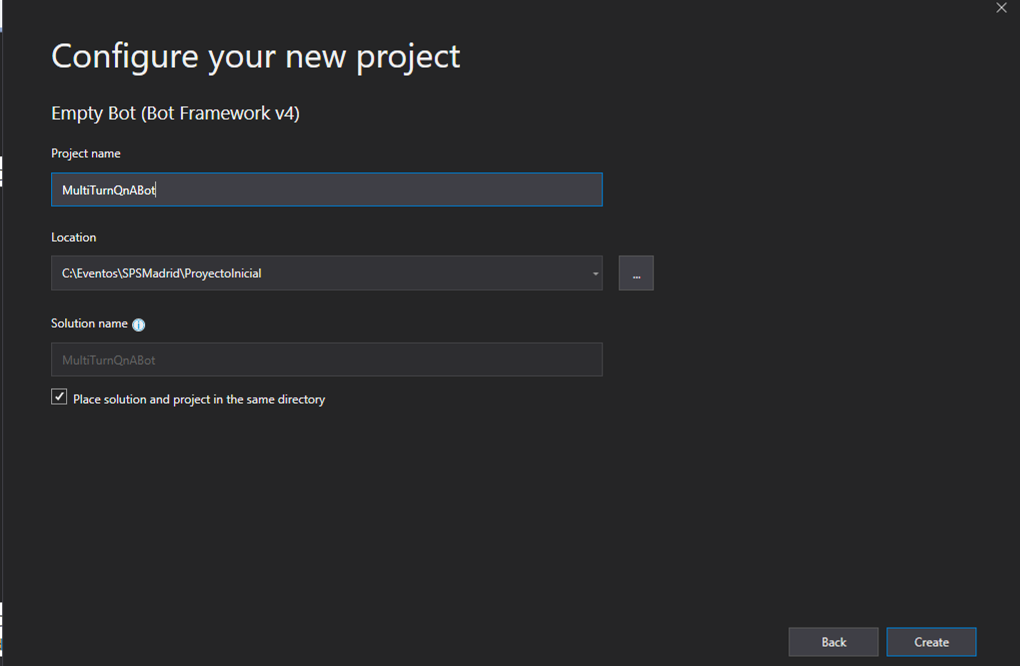 Configure your new project
Empty Bot (Bot Framework v4)
Project name
MultiTurnQnABot
Location
C:\Eventos\SPSMadrid\ProyectoInicial
...
Solution name
MultiTurnQnABot
Place solution and project in the same directory
Back
Create